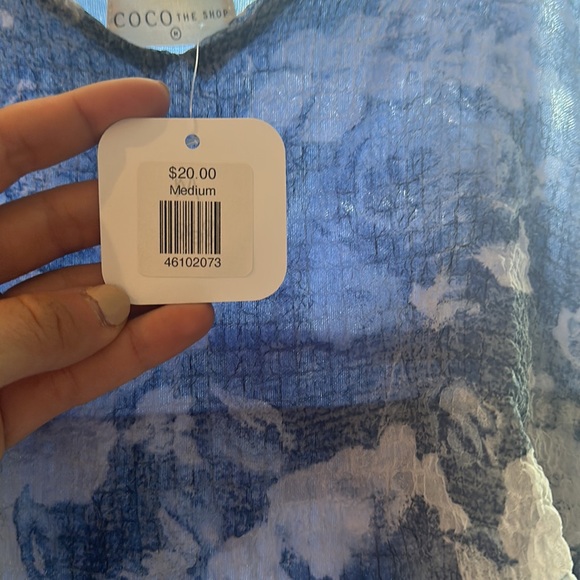 COCO THE SHOP
M
$20.00
Medium
46102073